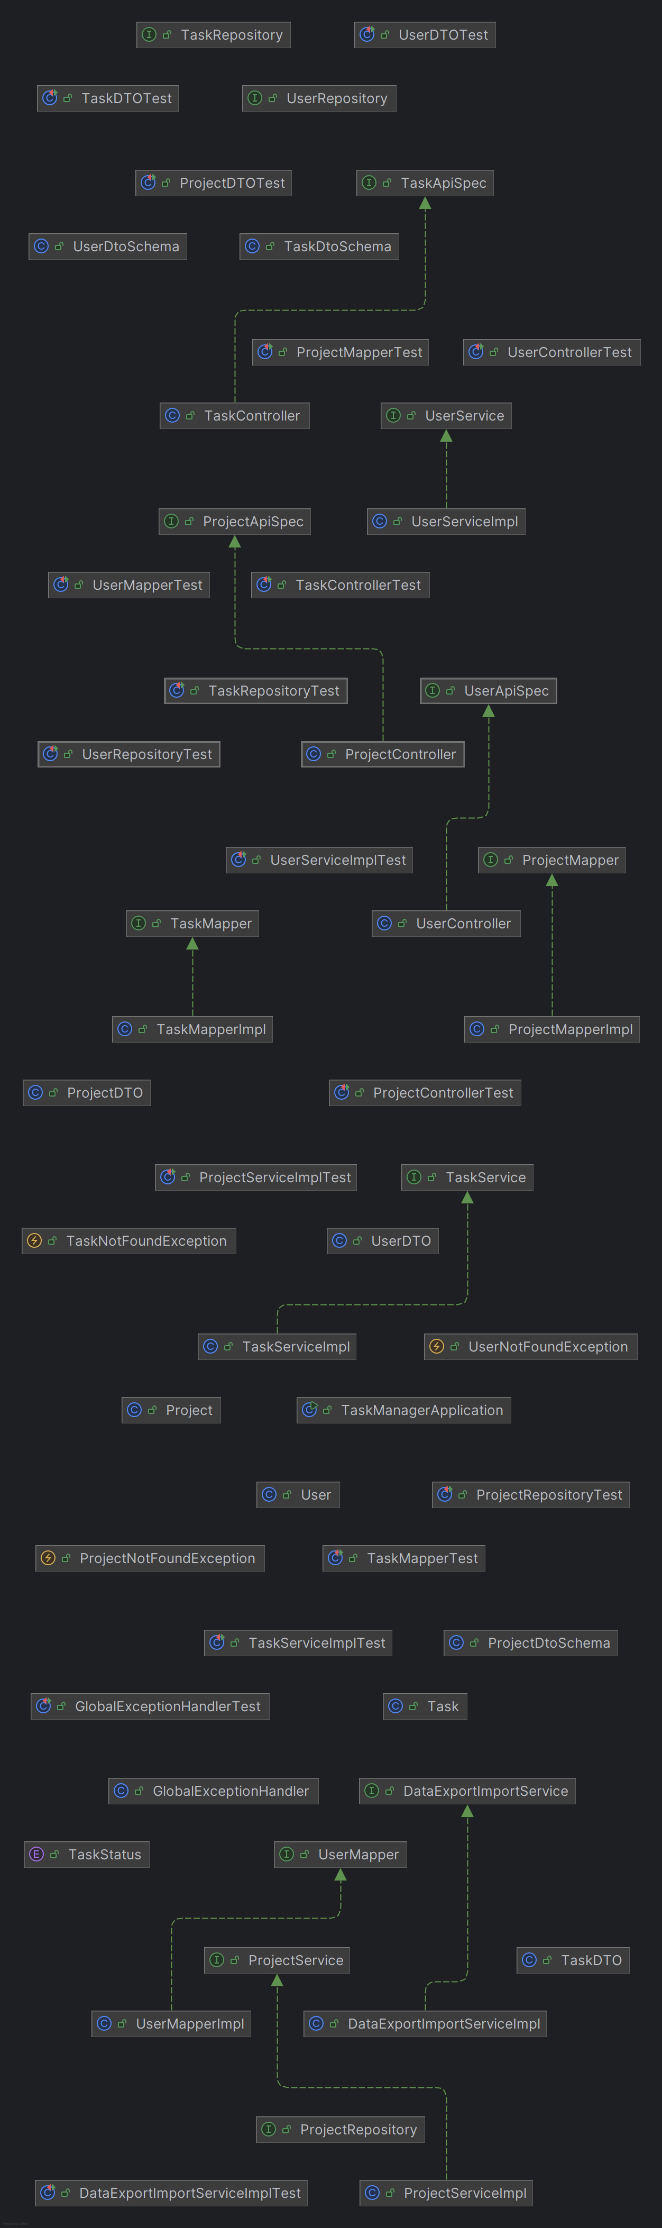 TaskRepository
UserDTOTest
TaskDTOTest
UserRepository
ProjectDTOTest
TaskApiSpec
UserDtoSchema
TaskDtoSchema
ProjectMapperTest
UserControllerTest
TaskController
UserService
ProjectApiSpec
UserServiceImpl
UserMapperTest
TaskControllerTest
TaskRepositoryTest
UserApiSpec
UserRepositoryTest
ProjectController
UserServiceImplTest
ProjectMapper
TaskMapper
UserController
TaskMapperImpl
ProjectMapperImpl
ProjectDTO
ProjectControllerTest
ProjectServiceImplTest
TaskService
TaskNotFoundException
UserDTO
TaskServiceImpl
UserNotFoundException
Project
TaskManagerApplication
User
ProjectRepositoryTest
ProjectNotFoundException
TaskMapperTest
TaskServiceImplTest
ProjectDtoSchema
GlobalExceptionHandlerTest
Task
GlobalExceptionHandler
DataExportImportService
TaskStatus
UserMapper
ProjectService
TaskDTO
UserMapperImpl
DataExportImportServiceImpl
ProjectRepository
DataExportImportServiceImplTest
ProjectServiceImpl